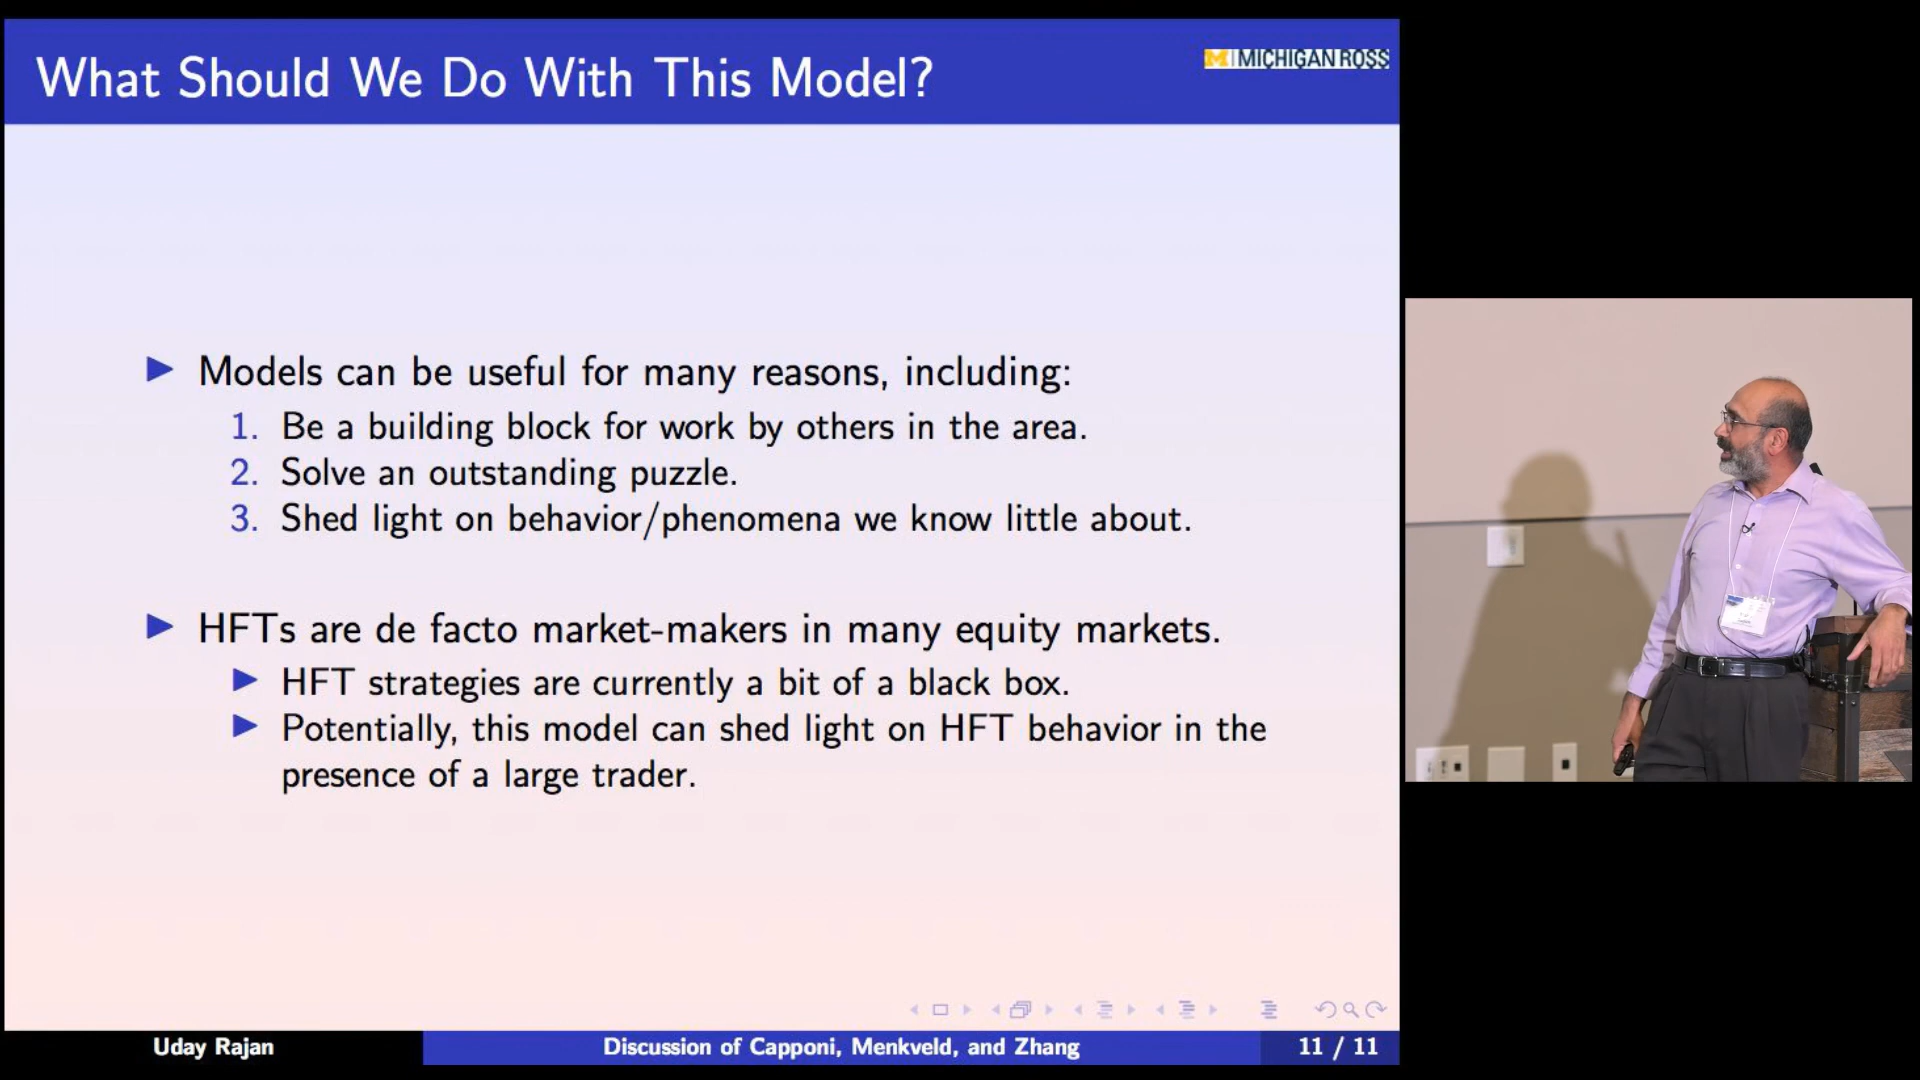 What Should We Do With This Model?
M | MICHIGAN ROSS
Models can be useful for many reasons, including:
1. Be a building block for work by others in the area.
2. Solve an outstanding puzzle.
3. Shed light on behavior/phenomena we know little about.
HFTs are de facto market-makers in many equity markets.
HFT strategies are currently a bit of a black box.
Potentially, this model can shed light on HFT behavior in the
presence of a large trader.
Uday Rajan
Discussion of Capponi, Menkveld, and Zhang
11 / 11